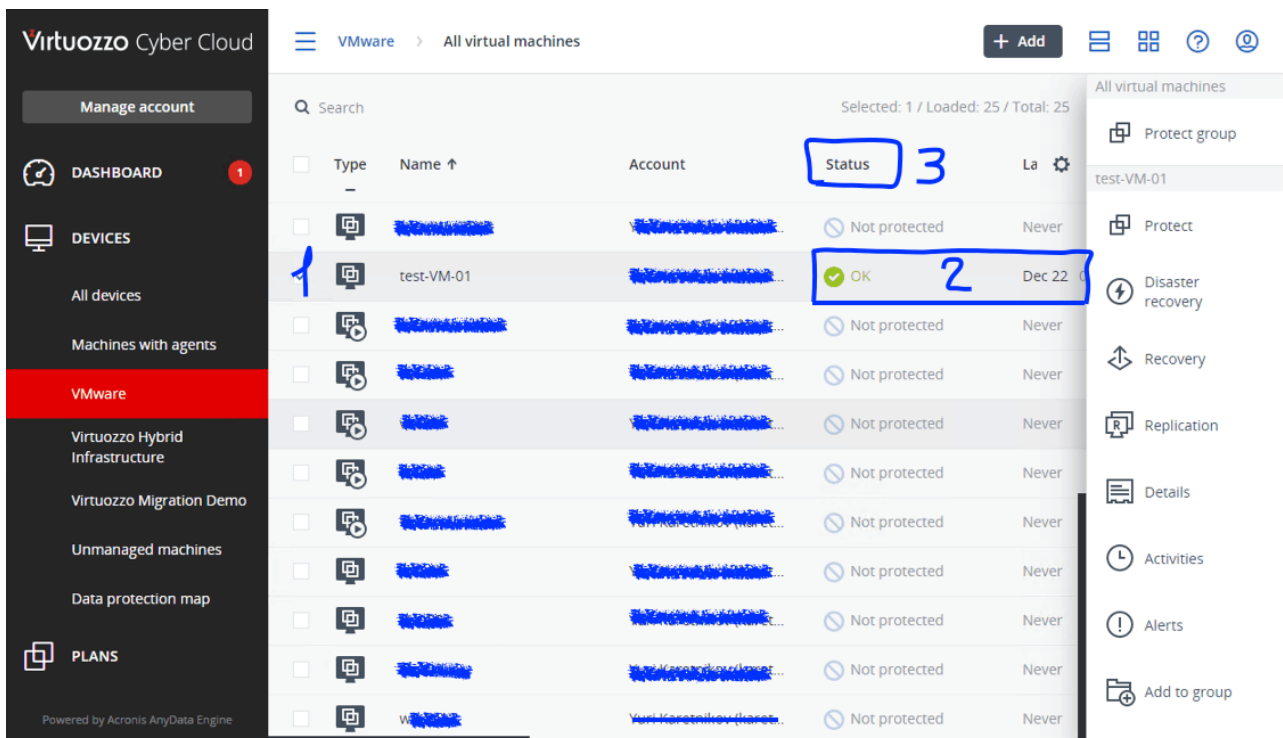 Virtuozzo Cyber Cloud
VMware > All virtual machines
+ Add
Manage account
Search
Selected: 1 / Loaded: 25 / Total: 25
All virtual machines
Protect group
DASHBOARD 1
Type Name ↑ Account Status 3 La
test-VM-01
DEVICES
Not protected Never
Protect
1 test-VM-01 OK 2 Dec 22
Disaster
recovery
All devices
Not protected Never
Machines with agents
Recovery
Not protected Never
VMware
Not protected Never
Replication
Virtuozzo Hybrid
Infrastructure
Not protected Never
Details
Virtuozzo Migration Demo
Not protected Never
Unmanaged machines
Activities
Not protected Never
Data protection map
Not protected Never
Alerts
PLANS
Not protected Never
Add to group
Powered by Acronis AnyData Engine
Not protected Never